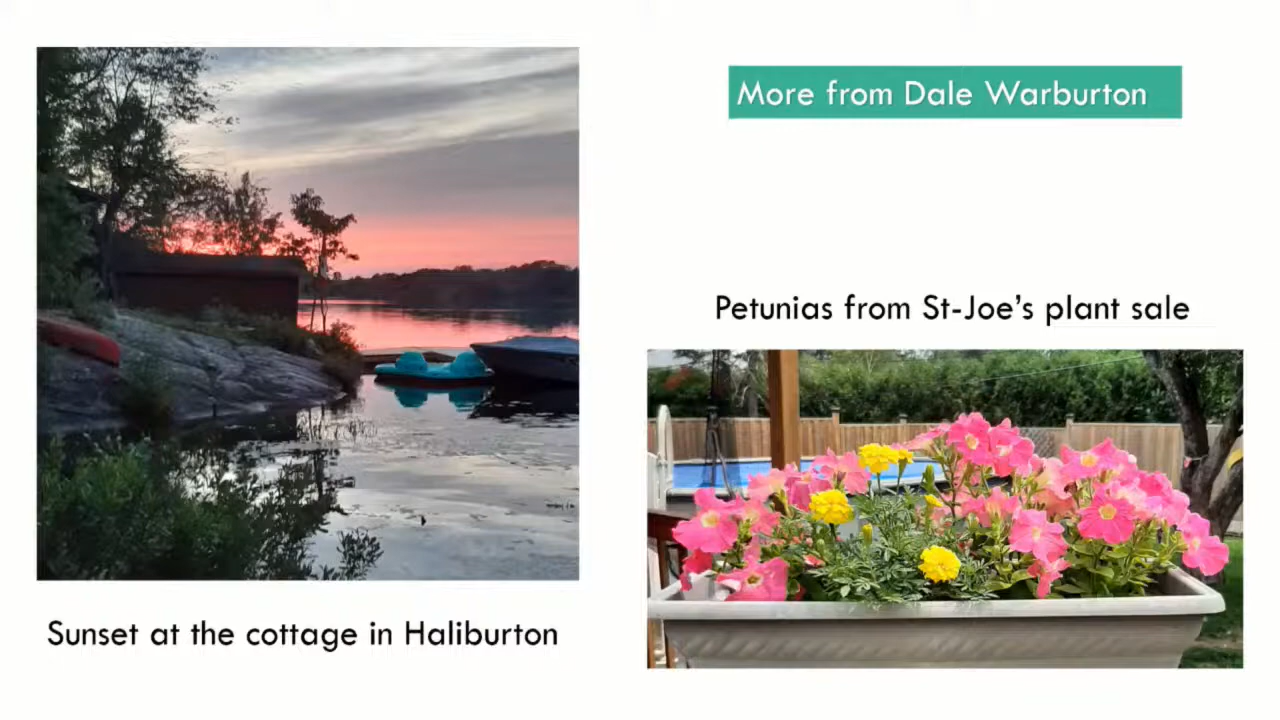 More from Dale Warburton
Petunias from St-Joe's plant sale
Sunset at the cottage in Haliburton